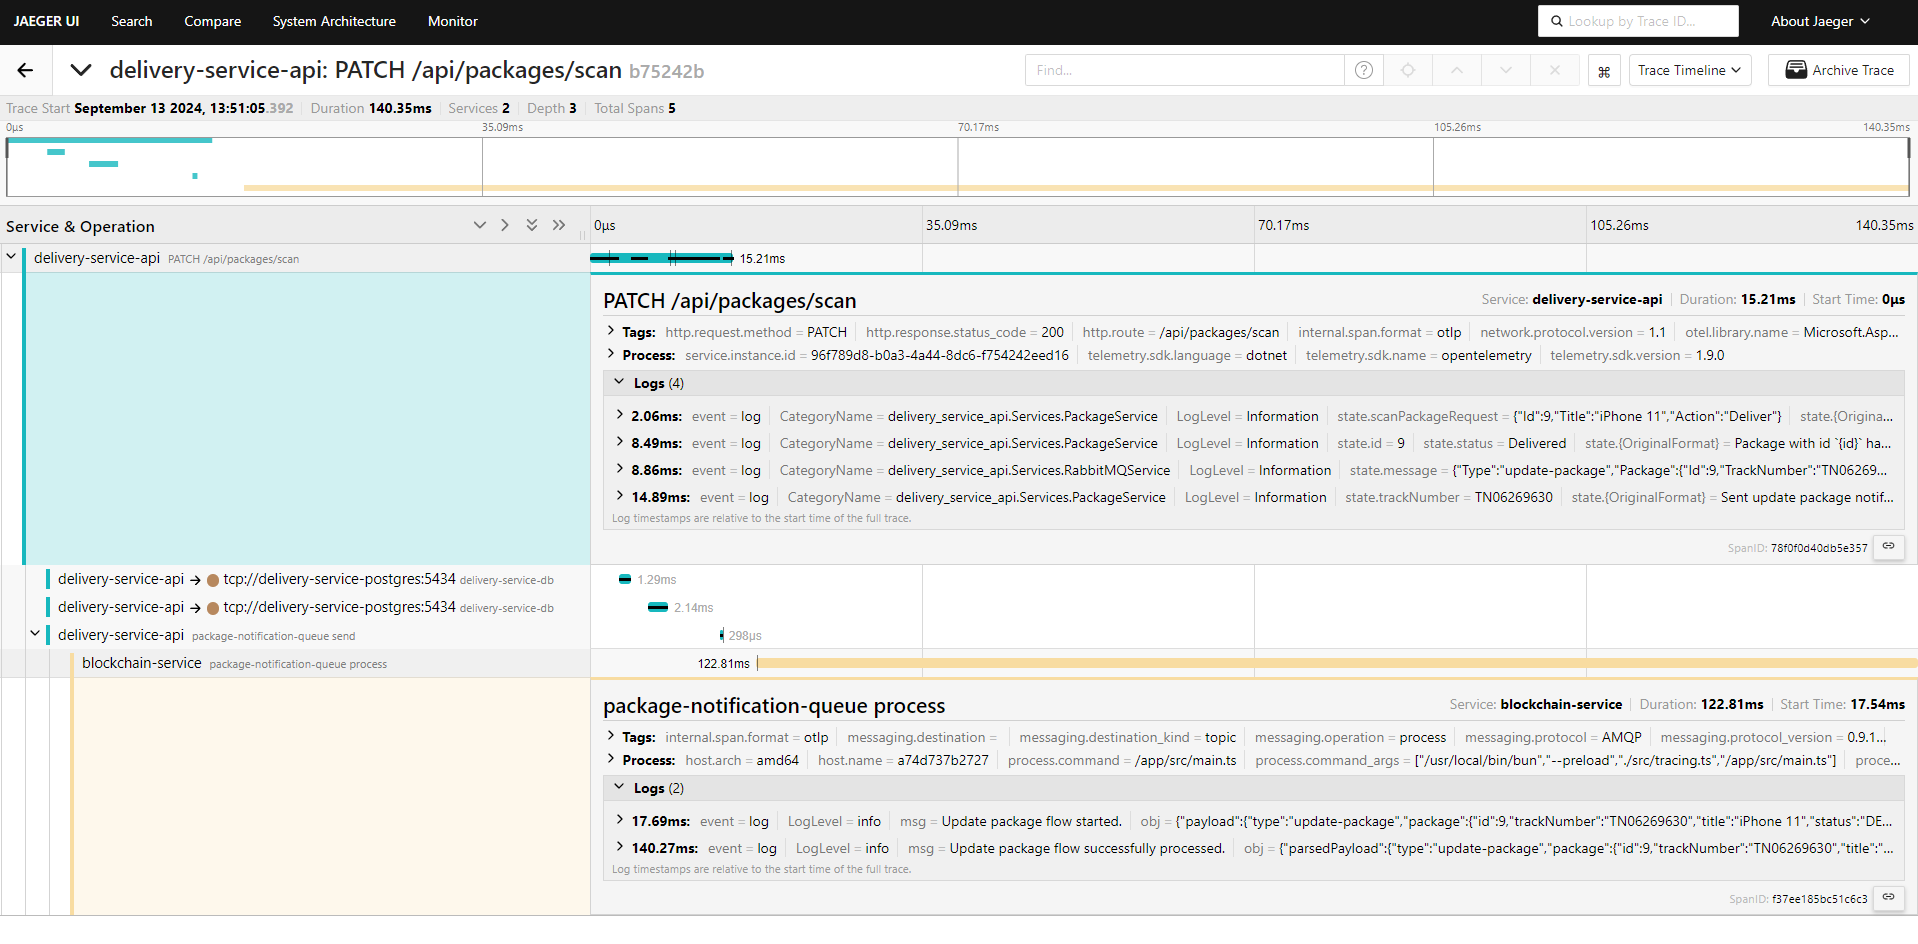 JAEGER UI Search Compare System Architecture Monitor Lookup by Trace ID... About Jaeger
delivery-service-api: PATCH /api/packages/scan b75242b Find... ? ⌘ Trace Timeline Archive Trace
Trace Start September 13 2024, 13:51:05.392 Duration 140.35ms Services 2 Depth 3 Total Spans 5
0μs 35.09ms 70.17ms 105.26ms 140.35ms
Service & Operation 0μs 35.09ms 70.17ms 105.26ms 140.35ms
delivery-service-api PATCH /api/packages/scan 15.21ms
PATCH /api/packages/scan Service: delivery-service-api Duration: 15.21ms Start Time: 0μs
Tags: http.request.method = PATCH http.response.status_code = 200 http.route = /api/packages/scan internal.span.format = otlp network.protocol.version = 1.1 otel.library.name = Microsoft.Asp...
Process: service.instance.id = 96f789d8-b0a3-4a44-8dc6-f754242eed16 telemetry.sdk.language = dotnet telemetry.sdk.name = opentelemetry telemetry.sdk.version = 1.9.0
Logs (4)
2.06ms: event = log CategoryName = delivery_service_api.Services.PackageService LogLevel = Information state.scanPackageRequest = {"Id":9,"Title":"iPhone 11","Action":"Deliver"} state.{Origina...
8.49ms: event = log CategoryName = delivery_service_api.Services.PackageService LogLevel = Information state.id = 9 state.status = Delivered state.{OriginalFormat} = Package with id `{id}` ha...
8.86ms: event = log CategoryName = delivery_service_api.Services.RabbitMQService LogLevel = Information state.message = {"Type":"update-package","Package":{"Id":9,"TrackNumber":"TN06269...
14.89ms: event = log CategoryName = delivery_service_api.Services.PackageService LogLevel = Information state.trackNumber = TN06269630 state.{OriginalFormat} = Sent update package notif...
Log timestamps are relative to the start time of the full trace.
SpanID: 78f0f0d40db5e357
delivery-service-api → tcp://delivery-service-postgres:5434 delivery-service-db 1.29ms
delivery-service-api → tcp://delivery-service-postgres:5434 delivery-service-db 2.14ms
delivery-service-api package-notification-queue send 298μs
blockchain-service package-notification-queue process 122.81ms
package-notification-queue process Service: blockchain-service Duration: 122.81ms Start Time: 17.54ms
Tags: internal.span.format = otlp messaging.destination = messaging.destination_kind = topic messaging.operation = process messaging.protocol = AMQP messaging.protocol_version = 0.9.1...
Process: host.arch = amd64 host.name = a74d737b2727 process.command = /app/src/main.ts process.command_args = ["/usr/local/bin/bun","--preload","./src/tracing.ts","/app/src/main.ts"] proce...
Logs (2)
17.69ms: event = log LogLevel = info msg = Update package flow started. obj = {"payload":{"type":"update-package","package":{"id":9,"trackNumber":"TN06269630","title":"iPhone 11","status":"DE...
140.27ms: event = log LogLevel = info msg = Update package flow successfully processed. obj = {"parsedPayload":{"type":"update-package","package":{"id":9,"trackNumber":"TN06269630","title":"...
Log timestamps are relative to the start time of the full trace.
SpanID: f37ee185bc51c6c3